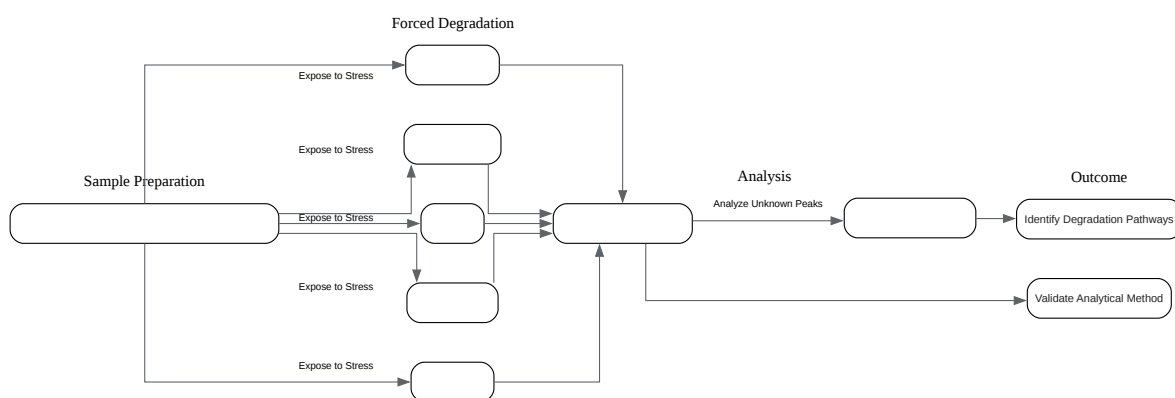 Forced Degradation
Expose to Stress
Expose to Stress
Sample Preparation
Analysis
Outcome
Analyze Unknown Peaks
Expose to Stress
Identify Degradation Pathways
Expose to Stress
Validate Analytical Method
Expose to Stress